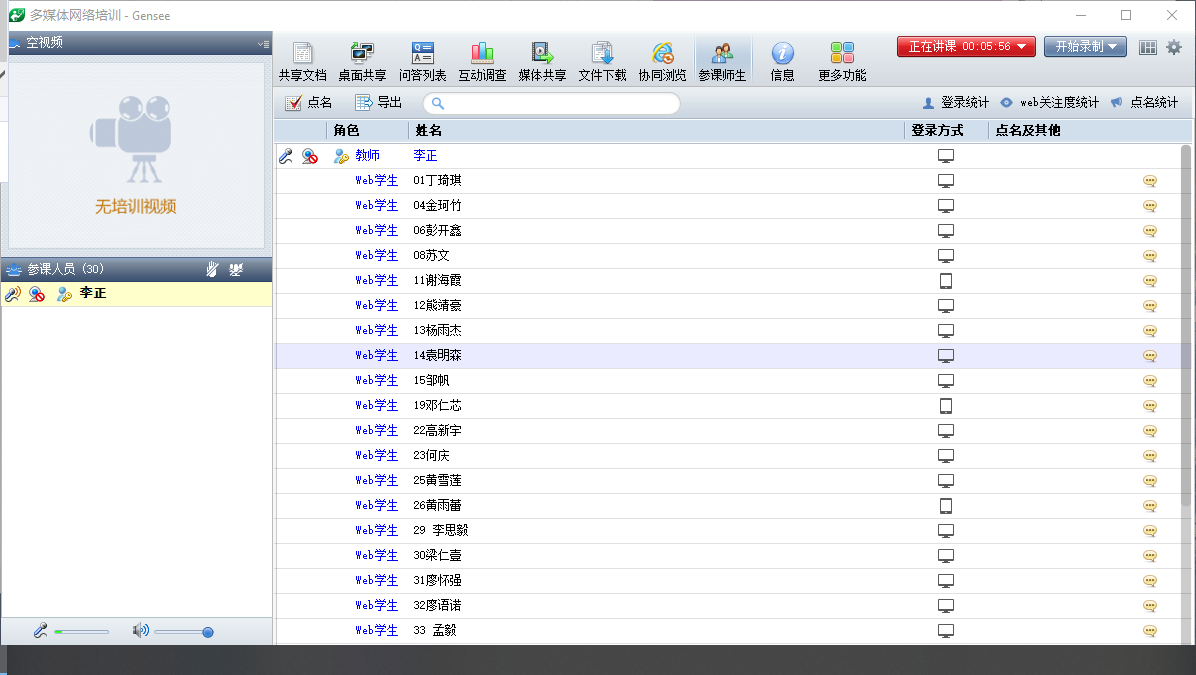 多媒体网络培训 - Gensee
空视频
无培训视频
参课人员 (30)
李正
共享文档 桌面共享 问答列表 互动调查 媒体共享 文件下载 协同浏览 参课师生 信息 更多功能
正在讲课 00:05:56 开始录制
点名 导出 登录统计 web关注度统计 点名统计
角色 姓名 登录方式 点名及其他
教师 李正
Web学生 01丁琦琪
Web学生 04金珂竹
Web学生 06彭开鑫
Web学生 08苏文
Web学生 11谢海霞
Web学生 12熊清豪
Web学生 13杨雨杰
Web学生 14袁明森
Web学生 15邹帆
Web学生 19邓仁芯
Web学生 22高新宇
Web学生 23何庆
Web学生 25黄雪莲
Web学生 26黄雨蕃
Web学生 29 李思毅
Web学生 30梁仁壹
Web学生 31廖怀强
Web学生 32廖语诺
Web学生 33 孟毅